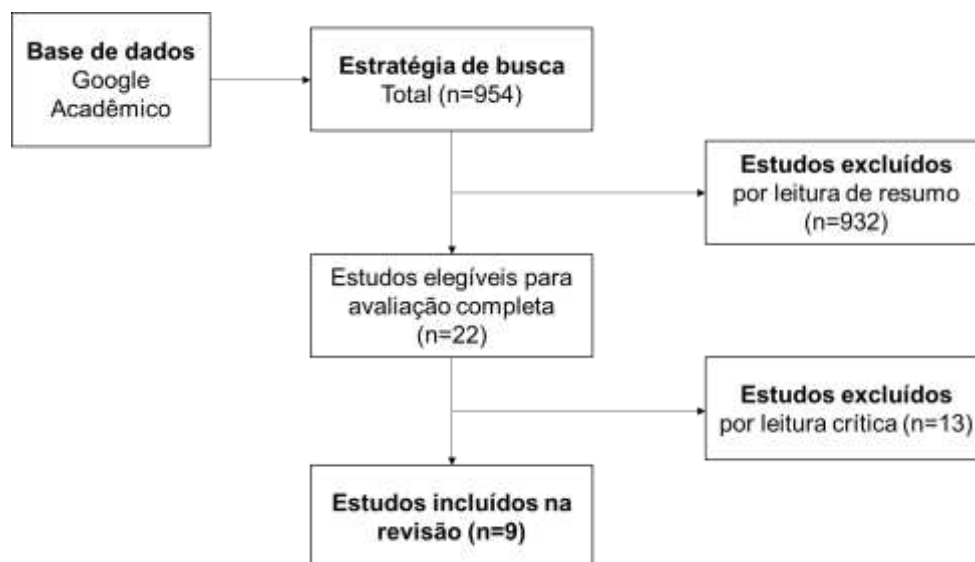 Base de dados
Google
Acadêmico
Estratégia de busca
Total (n=954)
Estudos excluídos
por leitura de resumo
(n=932)
Estudos elegíveis para
avaliação completa
(n=22)
Estudos excluídos
por leitura crítica (n=13)
Estudos incluídos na
revisão (n=9)